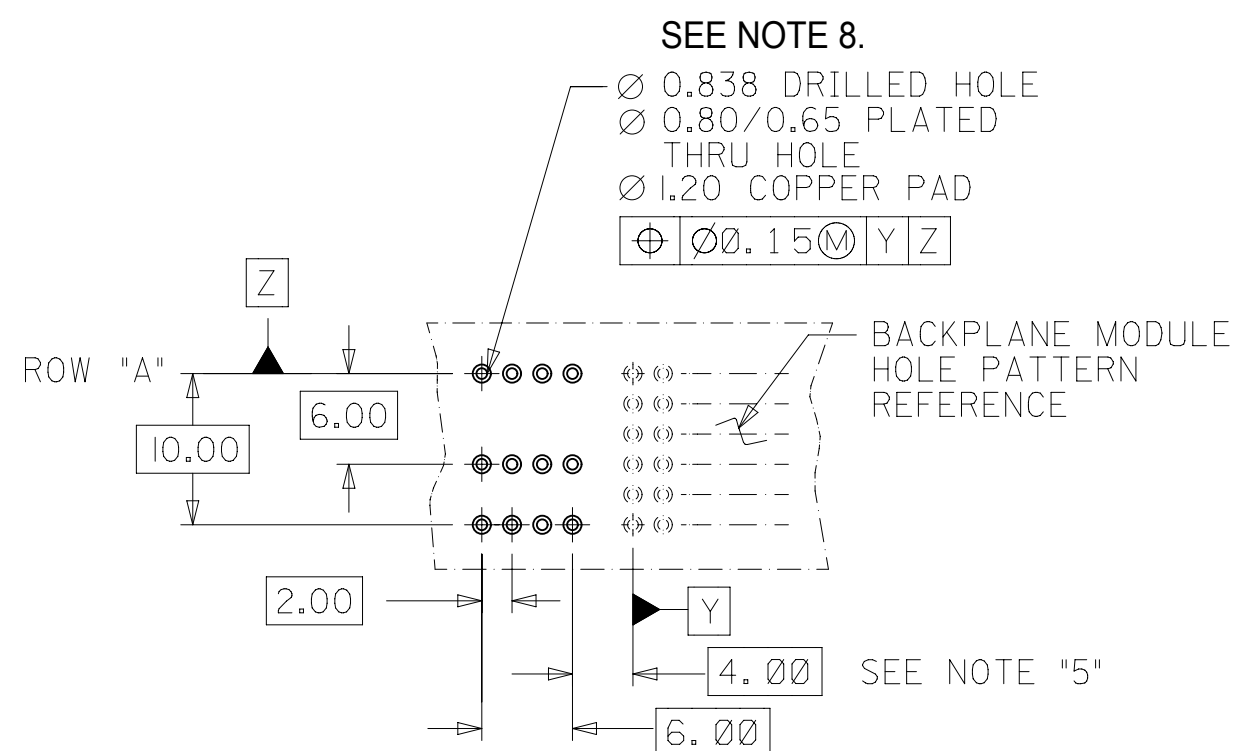 SEE NOTE 8.
Ø 0.838 DRILLED HOLE
Ø 0.80/0.65 PLATED
THRU HOLE
Ø 1.20 COPPER PAD
⌖ Ø0.15Ⓜ Y Z
Z
BACKPLANE MODULE
HOLE PATTERN
REFERENCE
ROW "A"
6.00
10.00
2.00
Y
4.00 SEE NOTE "5"
6.00